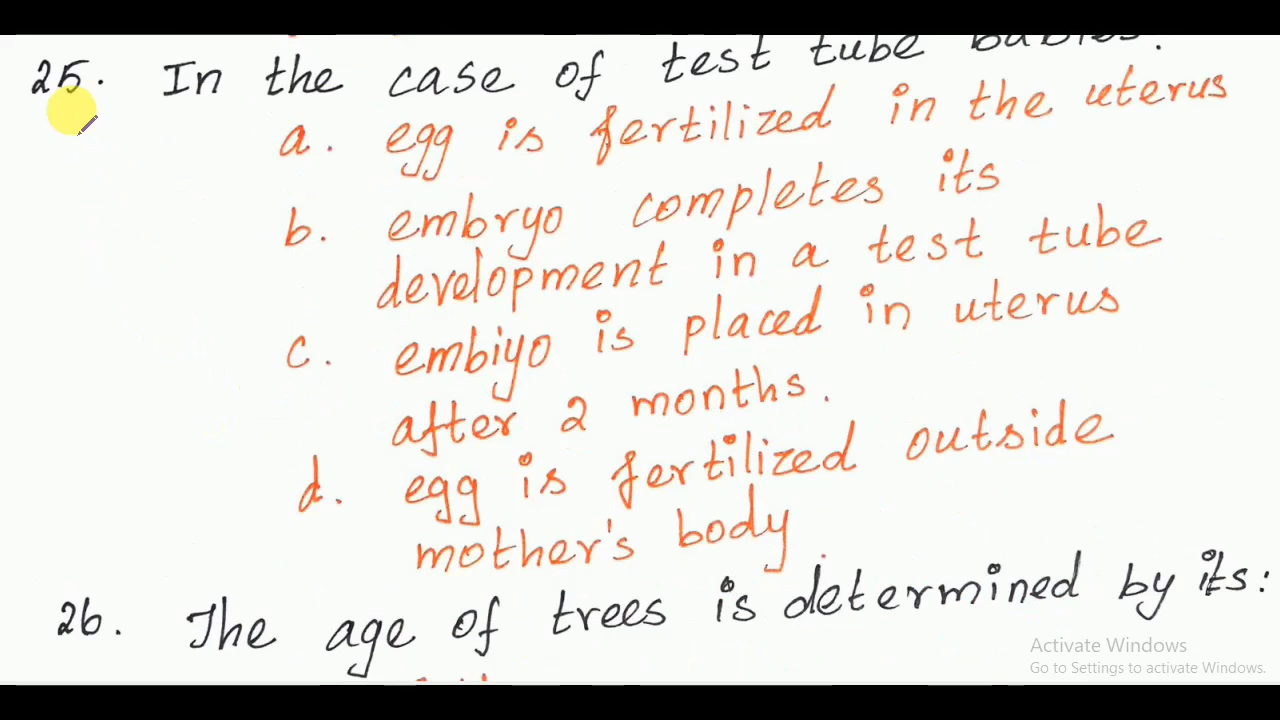 25. In the case of test tube babies.
a. egg is fertilized in the uterus
b. embryo completes its
development in a test tube
c. embiyo is placed in uterus
after 2 months.
d. egg is fertilized outside
mother's body
26. The age of trees is determined by its:
Activate Windows
Go to Settings to activate Windows.